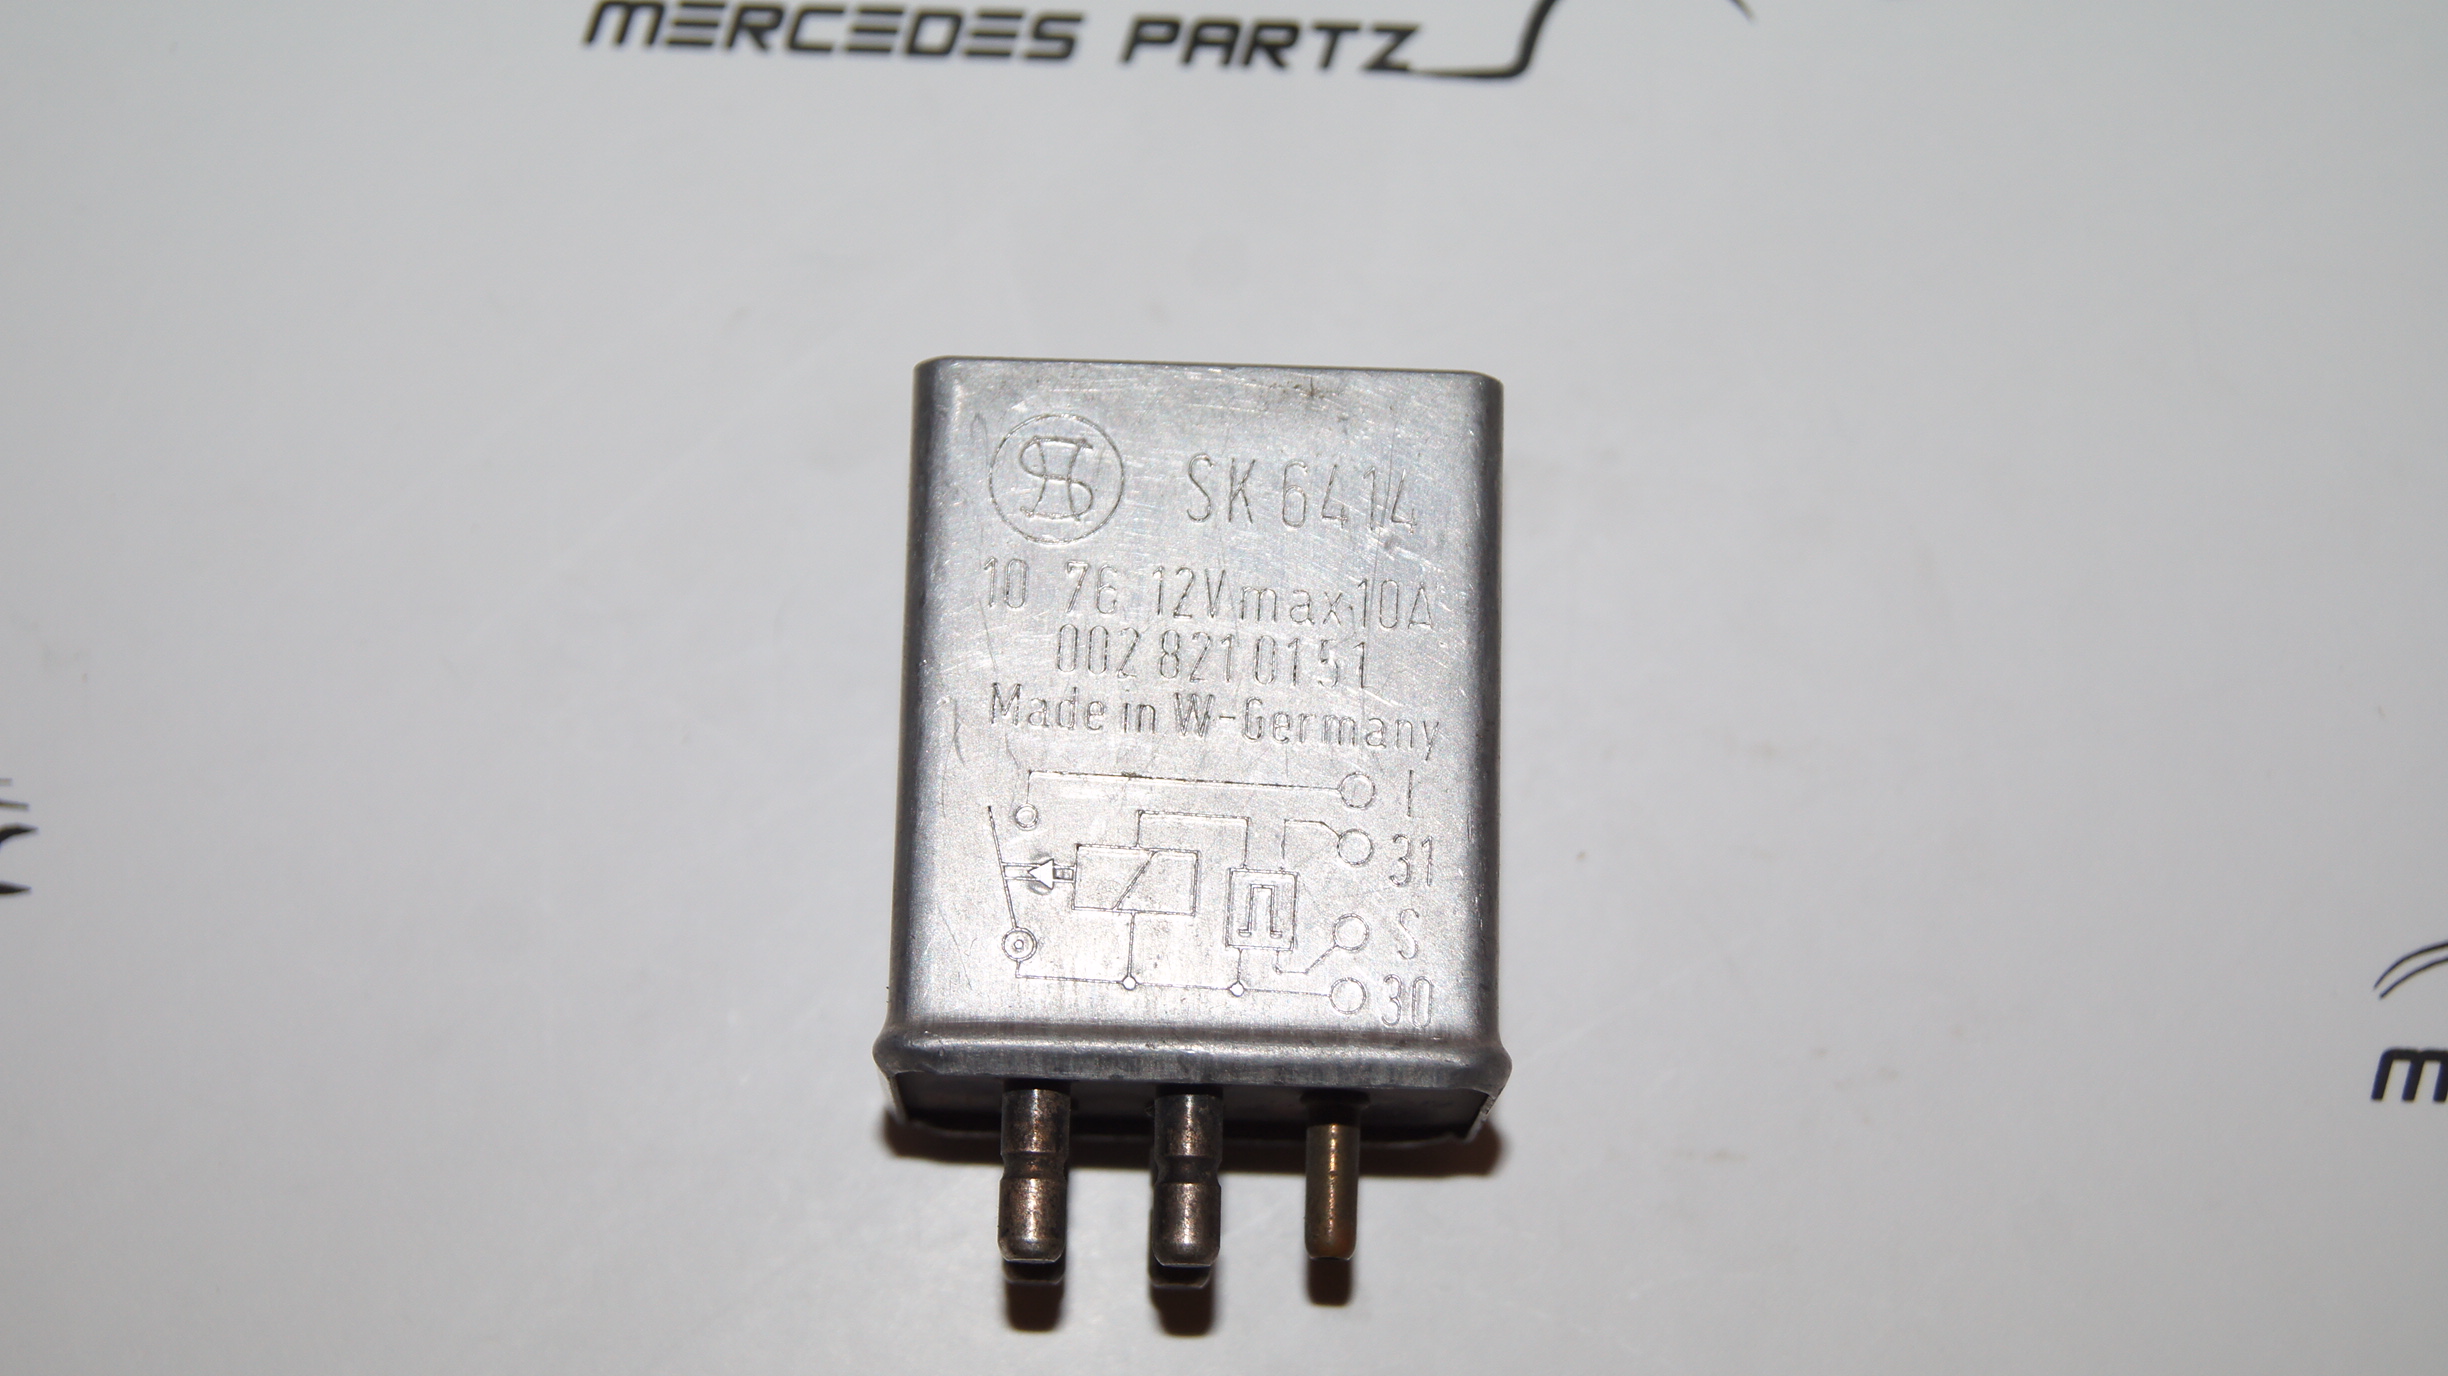 MERCEDES PARTZ
SK 6414
10 76 12V max 10A
002 821 01 51
Made in W-Germany
I
31
S
30
m